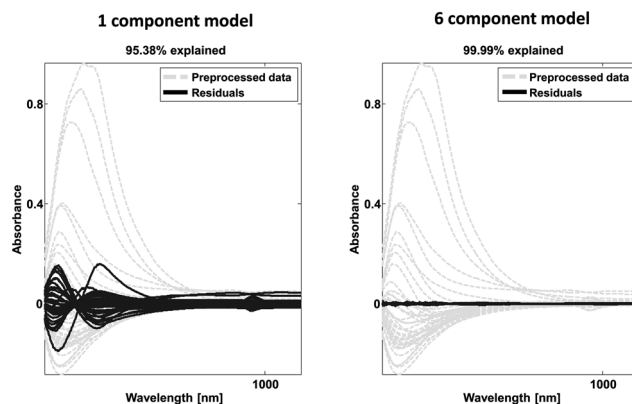 1 component model
95.38% explained
Preprocessed data
Residuals
0.8
0.4
0
Absorbance
1000
Wavelength [nm]
6 component model
99.99% explained
Preprocessed data
Residuals
0.8
0.4
0
Absorbance
1000
Wavelength [nm]